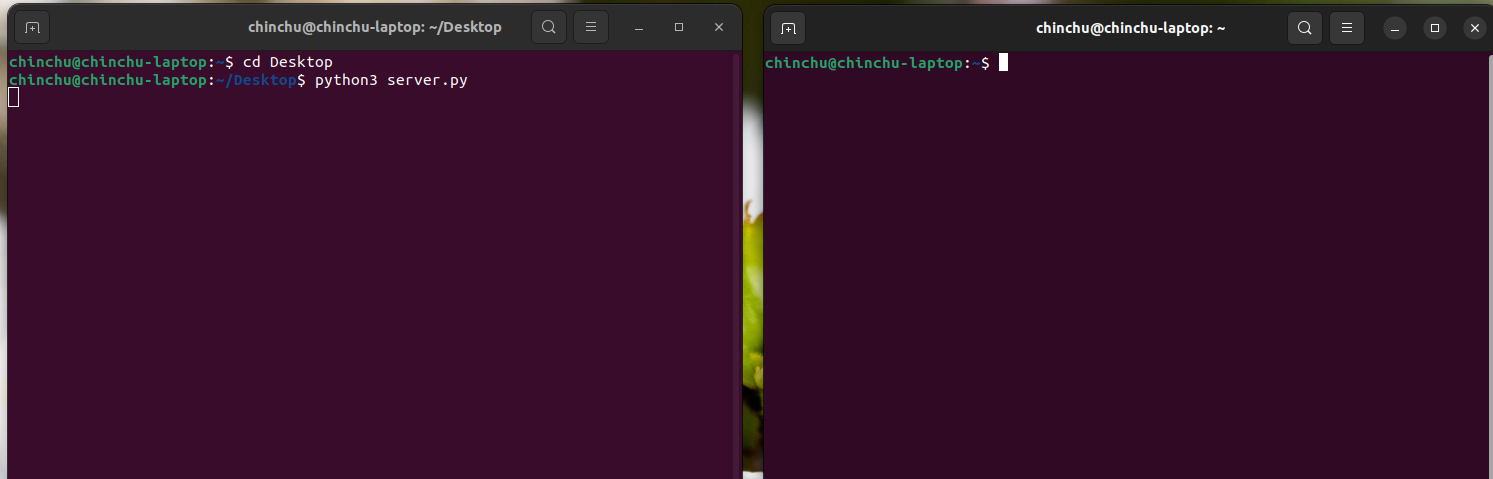 chinchu@chinchu-laptop: ~/Desktop
chinchu@chinchu-laptop:~$ cd Desktop
chinchu@chinchu-laptop:~/Desktop$ python3 server.py
chinchu@chinchu-laptop: ~
chinchu@chinchu-laptop:~$